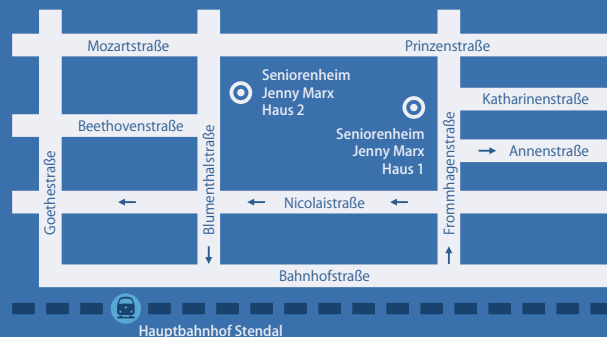 Mozartstraße
Prinzenstraße
Seniorenheim
Jenny Marx
Haus 2
Katharinenstraße
Beethovenstraße
Seniorenheim
Jenny Marx
Haus 1
Annenstraße
Goethestraße
Blumenthalstraße
Nicolaistraße
Frommhagenstraße
Bahnhofstraße
Hauptbahnhof Stendal